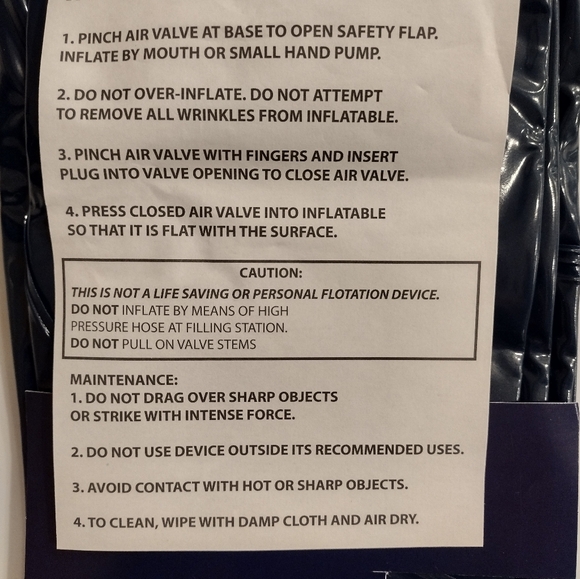 1. PINCH AIR VALVE AT BASE TO OPEN SAFETY FLAP.
INFLATE BY MOUTH OR SMALL HAND PUMP.
2. DO NOT OVER-INFLATE. DO NOT ATTEMPT
TO REMOVE ALL WRINKLES FROM INFLATABLE.
3. PINCH AIR VALVE WITH FINGERS AND INSERT
PLUG INTO VALVE OPENING TO CLOSE AIR VALVE.
4. PRESS CLOSED AIR VALVE INTO INFLATABLE
SO THAT IT IS FLAT WITH THE SURFACE.
CAUTION:
THIS IS NOT A LIFE SAVING OR PERSONAL FLOTATION DEVICE.
DO NOT INFLATE BY MEANS OF HIGH
PRESSURE HOSE AT FILLING STATION.
DO NOT PULL ON VALVE STEMS
MAINTENANCE:
1. DO NOT DRAG OVER SHARP OBJECTS
OR STRIKE WITH INTENSE FORCE.
2. DO NOT USE DEVICE OUTSIDE ITS RECOMMENDED USES.
3. AVOID CONTACT WITH HOT OR SHARP OBJECTS.
4. TO CLEAN, WIPE WITH DAMP CLOTH AND AIR DRY.